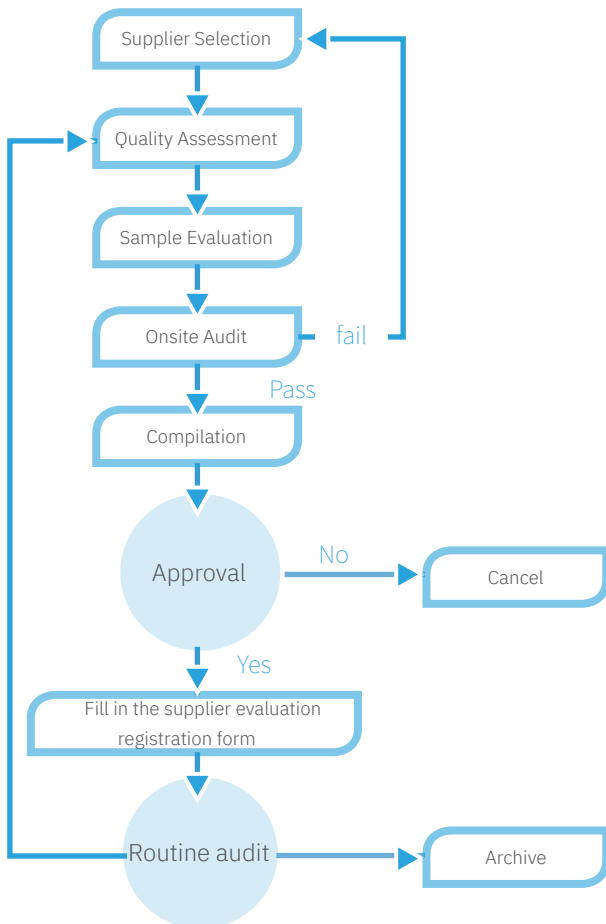 Supplier Selection
Quality Assessment
Sample Evaluation
Onsite Audit
fail
Pass
Compilation
Approval
No
Cancel
Yes
Fill in the supplier evaluation
registration form
Routine audit
Archive